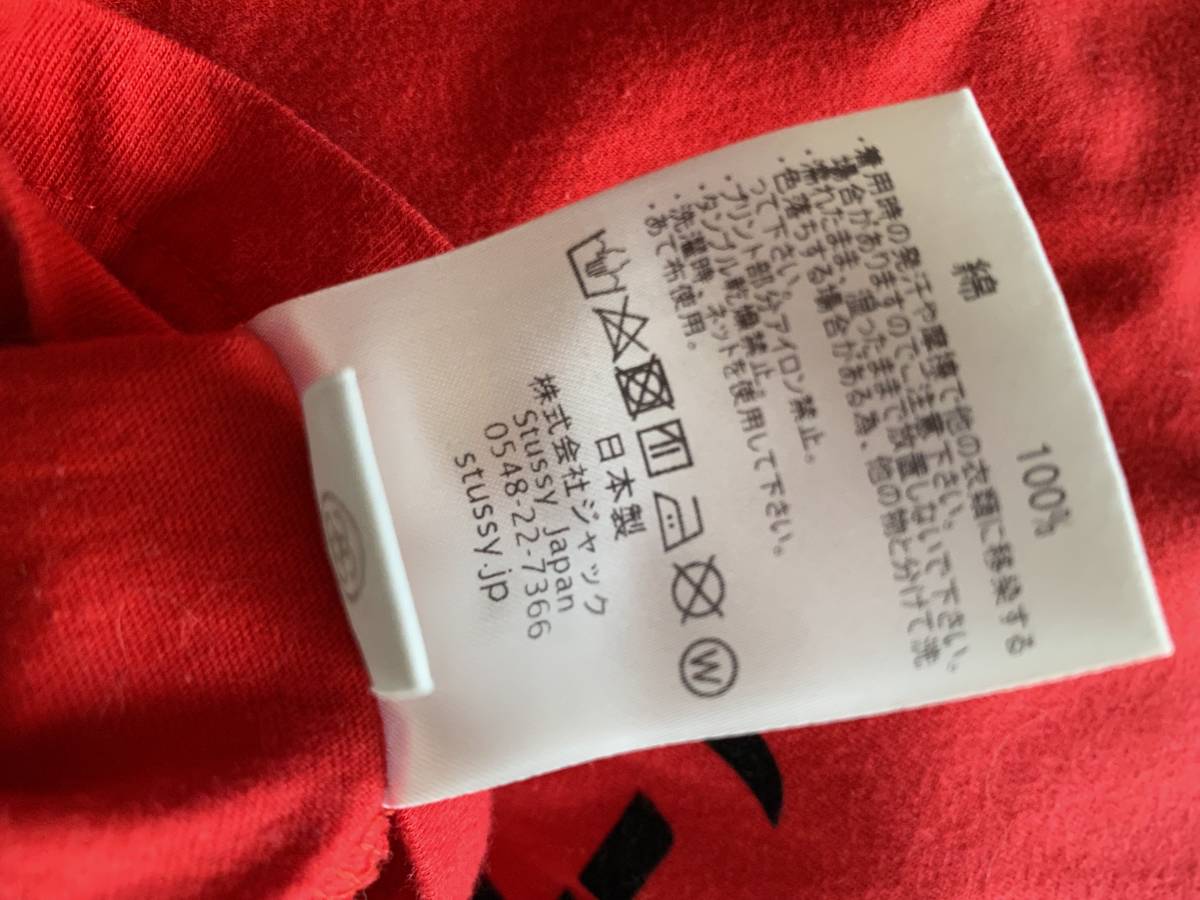 綿 100%
・着用時の発汗や環境で他の衣類に移染する
場合がありますのでご注意下さい。
・濡れたまま、湿ったままで放置しないで下さい。
・色落ちする場合がある為、他の物と分けて洗
って下さい。
・プリント部分アイロン禁止。
・タンブル乾燥禁止。
・洗濯時、ネットを使用して下さい。
・あて布使用。
W
日本製
株式会社ジャック
Stussy Japan
0548-22-7366
stussy.jp